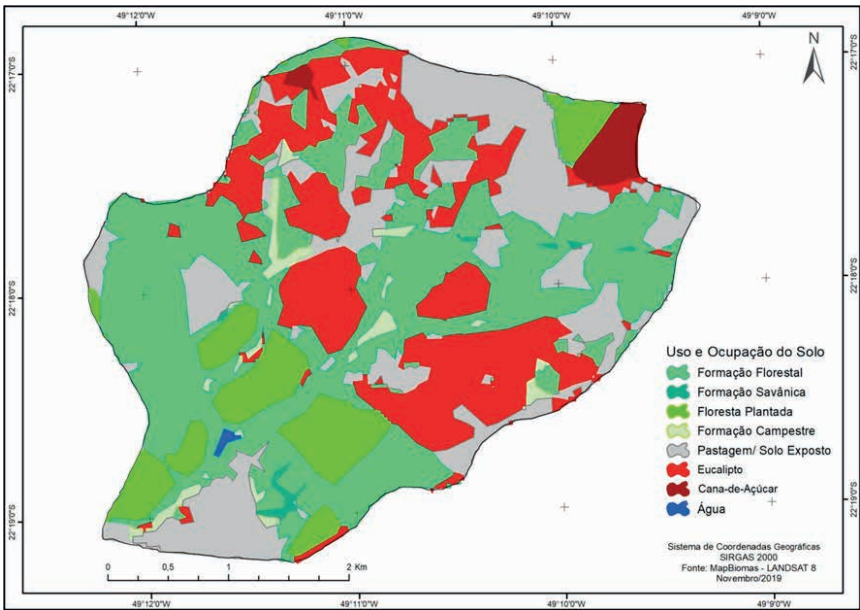 49°12'0"W 49°11'0"W 49°10'0"W 49°9'0"W
N
22°17'0"S 22°17'0"S
22°18'0"S 22°18'0"S
Uso e Ocupação do Solo
Formação Florestal
Formação Savânica
Floresta Plantada
Formação Campestre
Pastagem/ Solo Exposto
Eucalipto
Cana-de-Açúcar
Água
22°19'0"S 22°19'0"S
Sistema de Coordenadas Geográficas
SIRGAS 2000
Fonte: MapBiomas - LANDSAT 8
Novembro/2019
0 0,5 1 2 Km
49°12'0"W 49°11'0"W 49°10'0"W 49°9'0"W